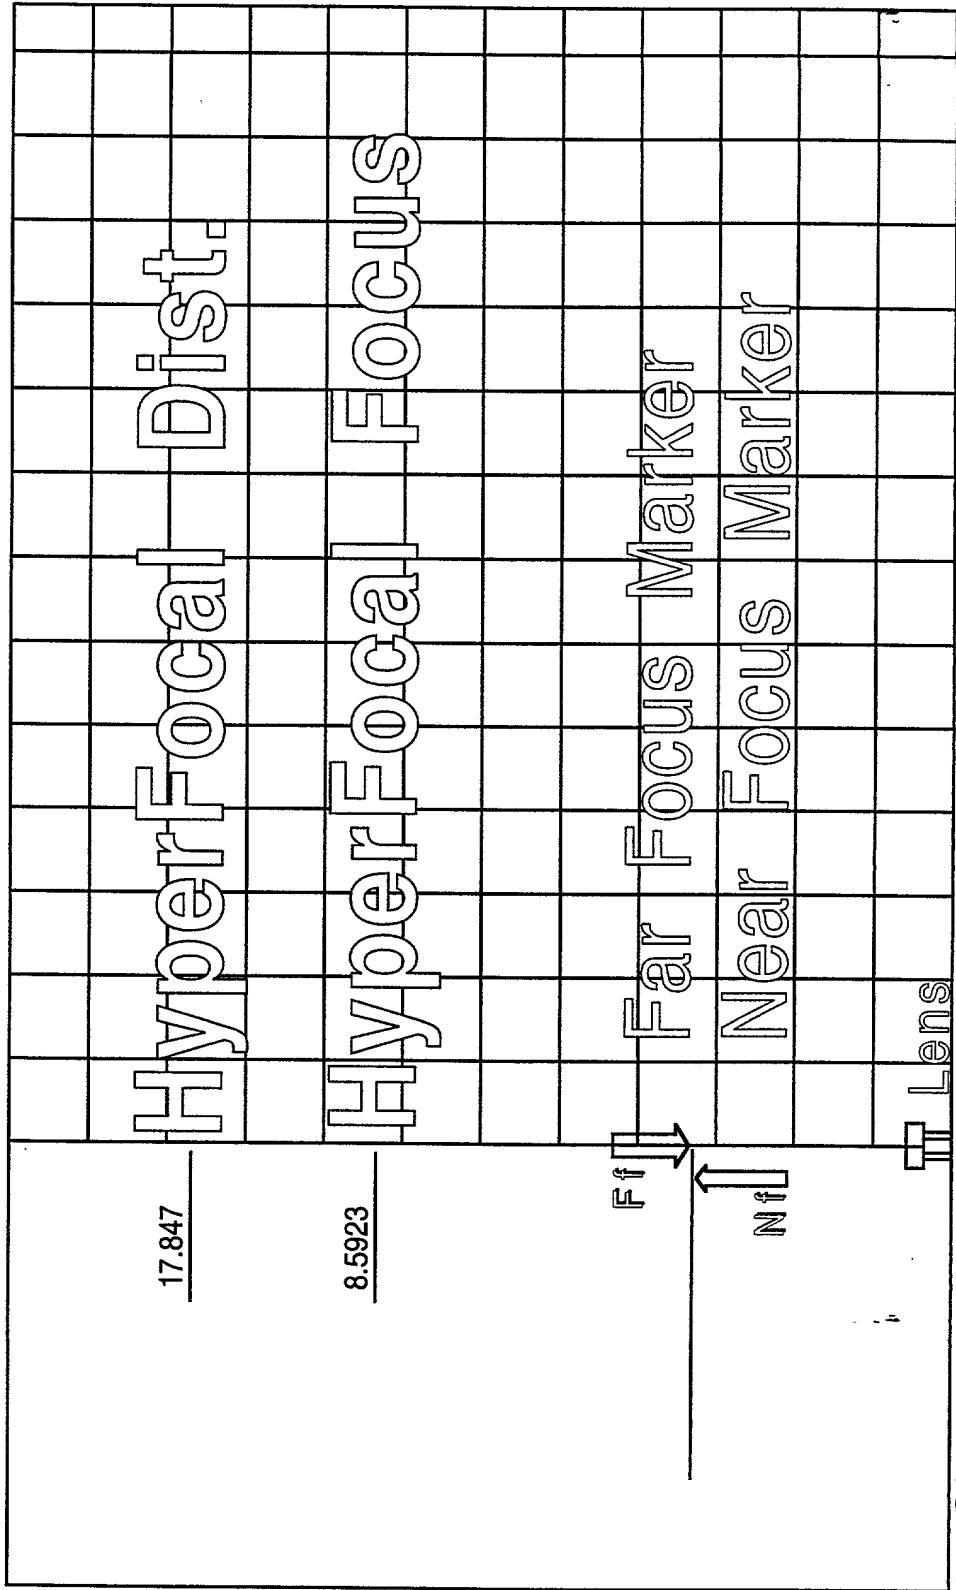 17.847
HyperFocal Dist.
8.5923
HyperFocal Focus
Ff
Far Focus Marker
Nf
Near Focus Marker
Lens